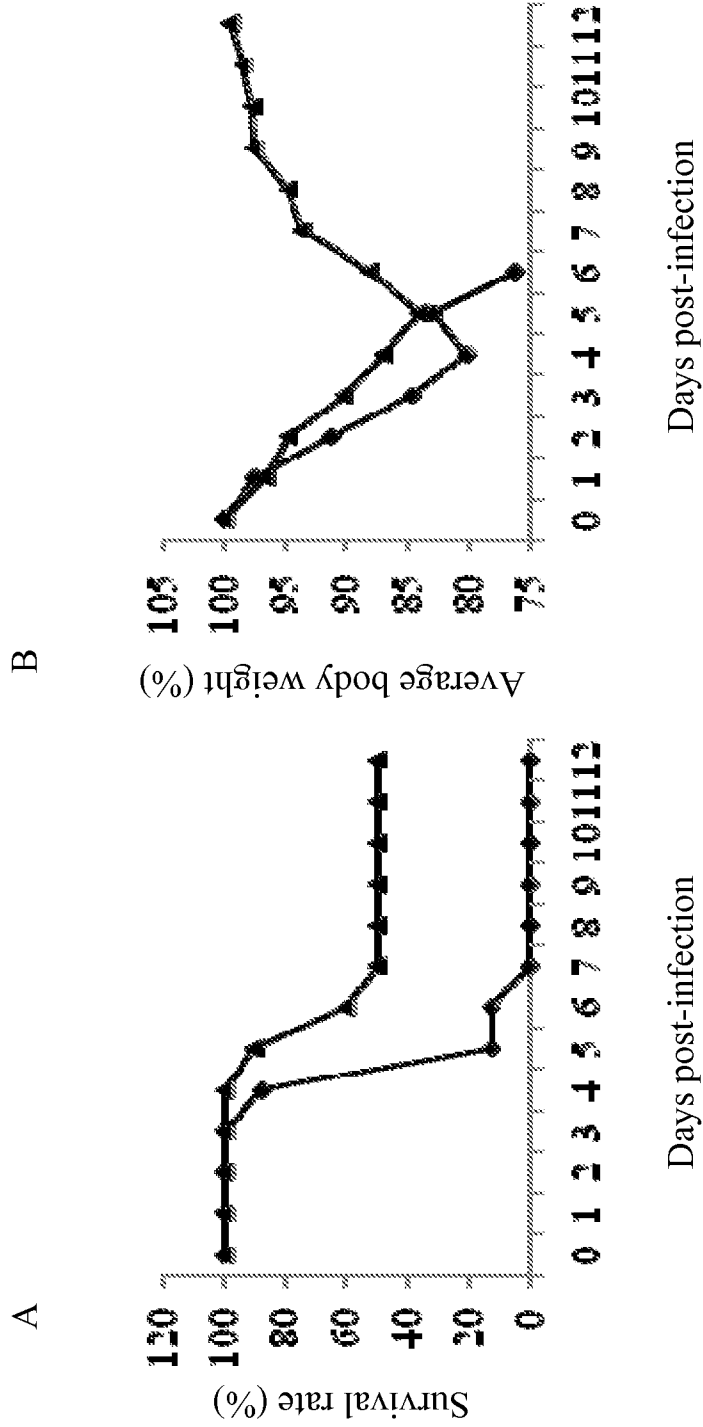 A
120
100
80
60
40
20
0
Survival rate (%)
0 1 2 3 4 5 6 7 8 9 10 11 12
Days post-infection
B
105
100
95
90
85
80
75
Average body weight (%)
0 1 2 3 4 5 6 7 8 9 10 11 12
Days post-infection